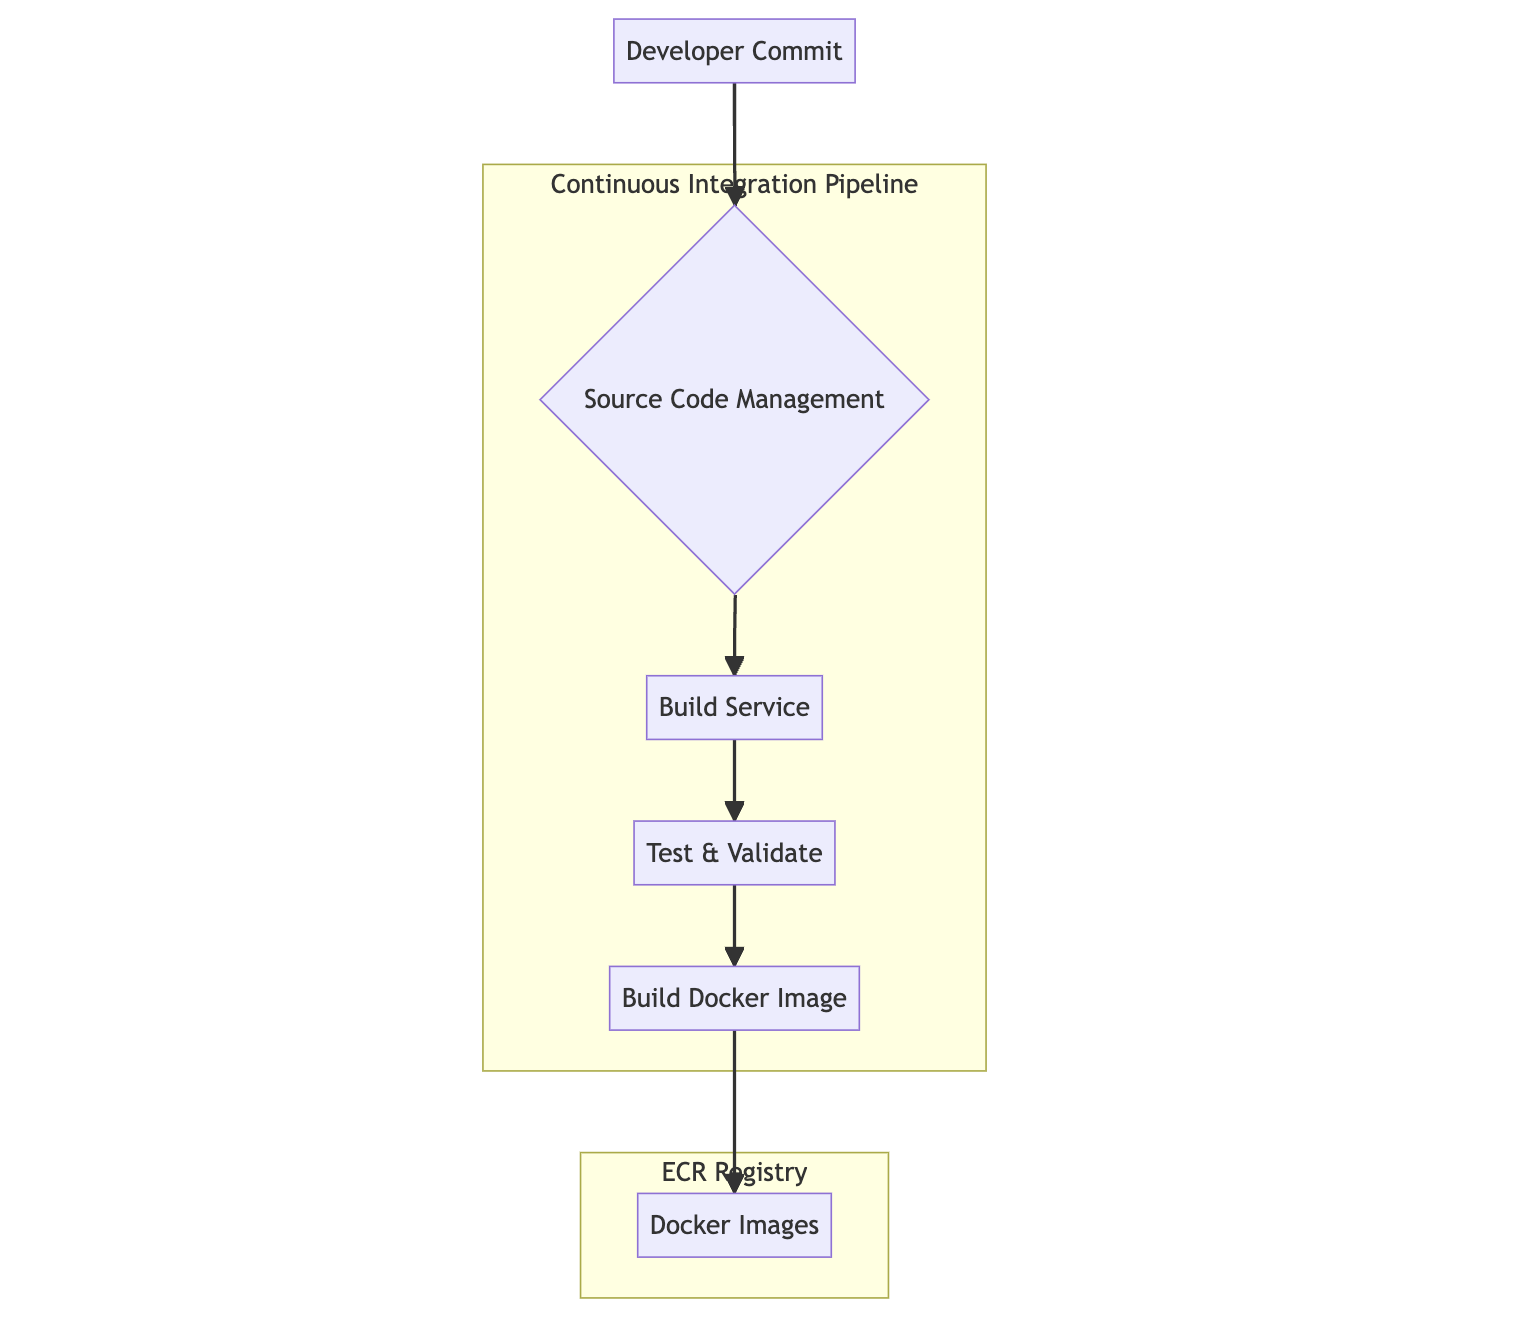 Developer Commit
Continuous Integration Pipeline
Source Code Management
Build Service
Test & Validate
Build Docker Image
ECR Registry
Docker Images